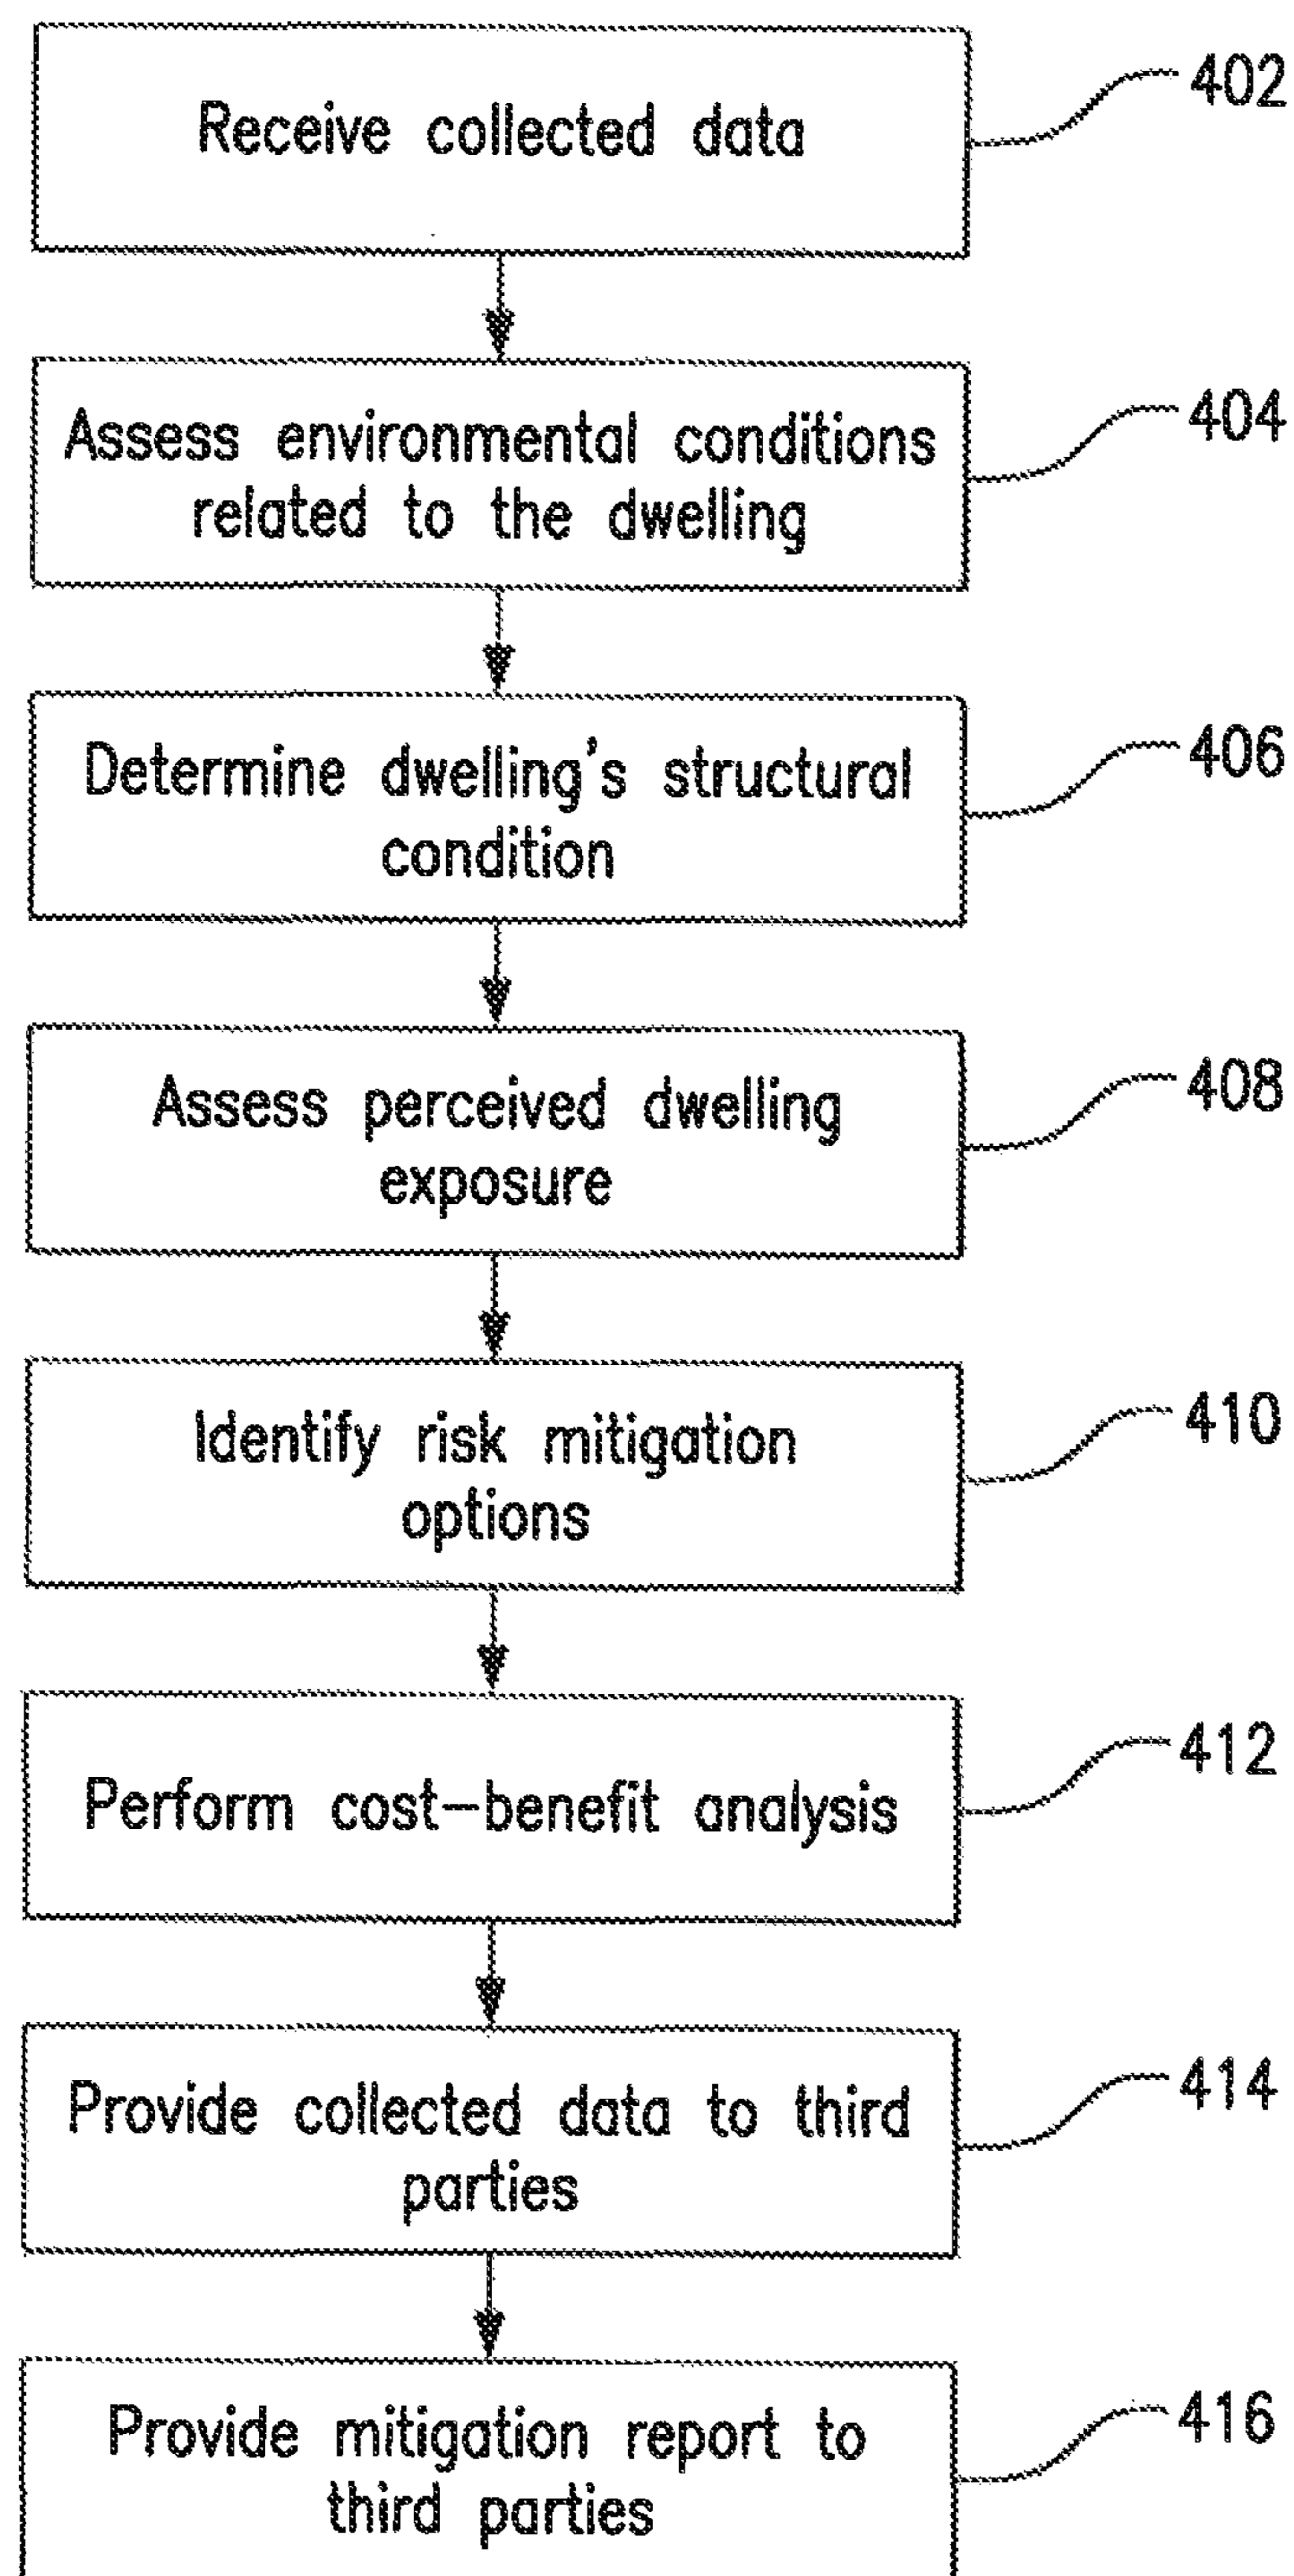 Receive collected data
402
Assess environmental conditions
related to the dwelling
404
Determine dwelling's structural
condition
406
Assess perceived dwelling
exposure
408
Identify risk mitigation
options
410
Perform cost-benefit analysis
412
Provide collected data to third
parties
414
Provide mitigation report to
third parties
416